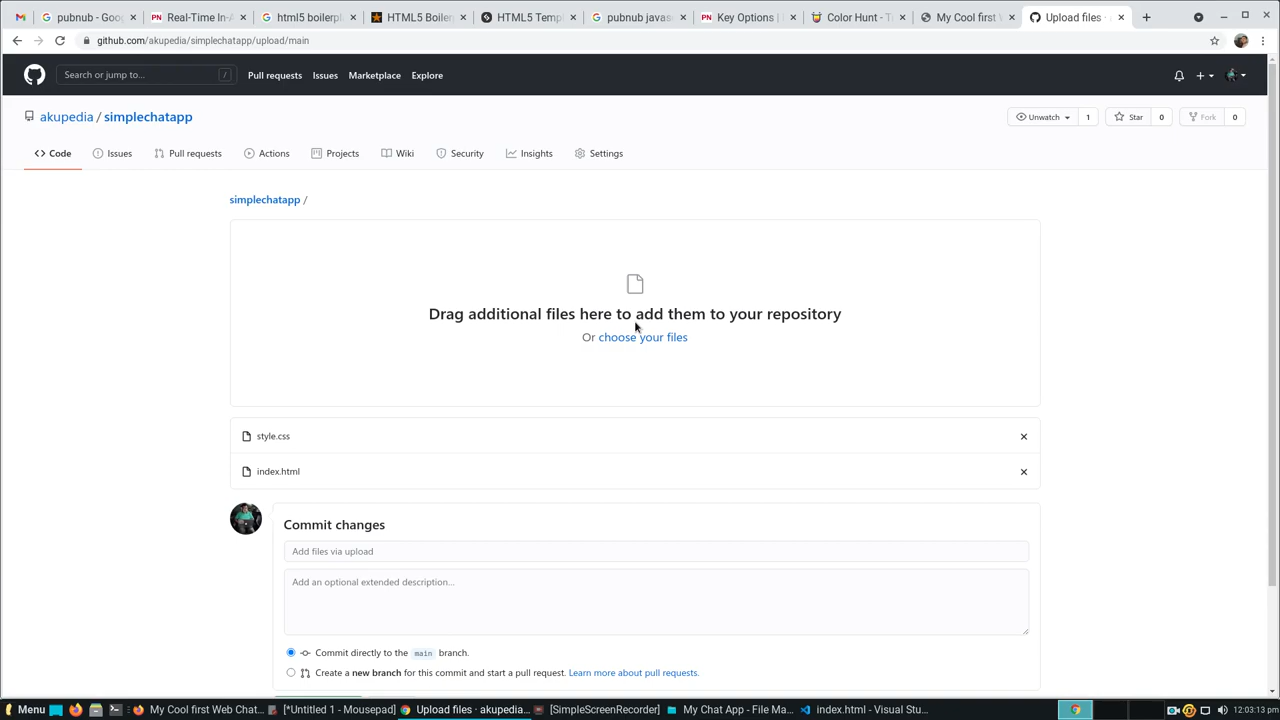 pubnub - Goo
Real-Time In-A
html5 boilerpla
HTML5 Boilerp
HTML5 Templ
pubnub javasc
Key Options |
Color Hunt - Ti
My Cool first W
Upload files · a
github.com/akupedia/simplechatapp/upload/main
Search or jump to...
/
Pull requests
Issues
Marketplace
Explore
akupedia / simplechatapp
Unwatch
1
Star
0
Fork
0
Code
Issues
Pull requests
Actions
Projects
Wiki
Security
Insights
Settings
simplechatapp /
Drag additional files here to add them to your repository
Or choose your files
style.css
index.html
Commit changes
Add files via upload
Add an optional extended description...
Commit directly to the main branch.
Create a new branch for this commit and start a pull request. Learn more about pull requests.
Menu
My Cool first Web Chat...
[*Untitled 1 - Mousepad]
Upload files · akupedia...
[SimpleScreenRecorder]
My Chat App - File Ma...
index.html - Visual Stu...
12:03:13 pm